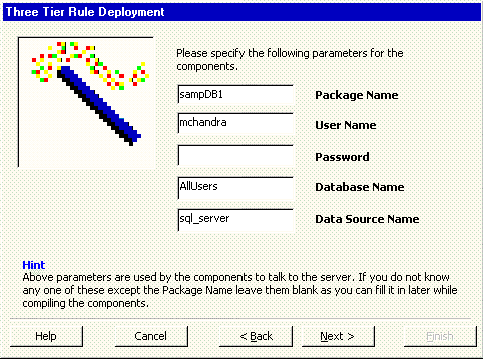 Three Tier Rule Deployment
Please specify the following parameters for the
components.
sampDB1 Package Name
mchandra User Name
Password
AllUsers Database Name
sql_server Data Source Name
Hint
Above parameters are used by the components to talk to the server. If you do not know
any one of these except the Package Name leave them blank as you can fill it in later while
compiling the components.
Help Cancel < Back Next > Finish